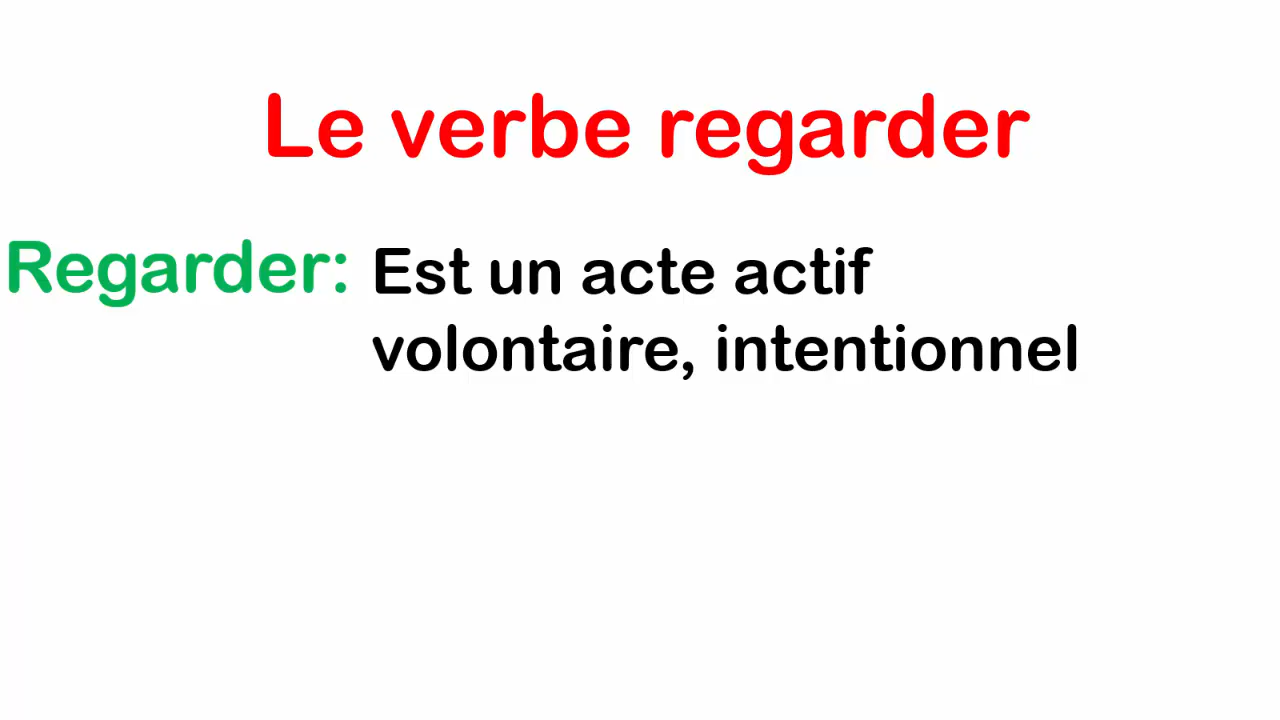 Le verbe regarder
Regarder: Est un acte actif
volontaire, intentionnel